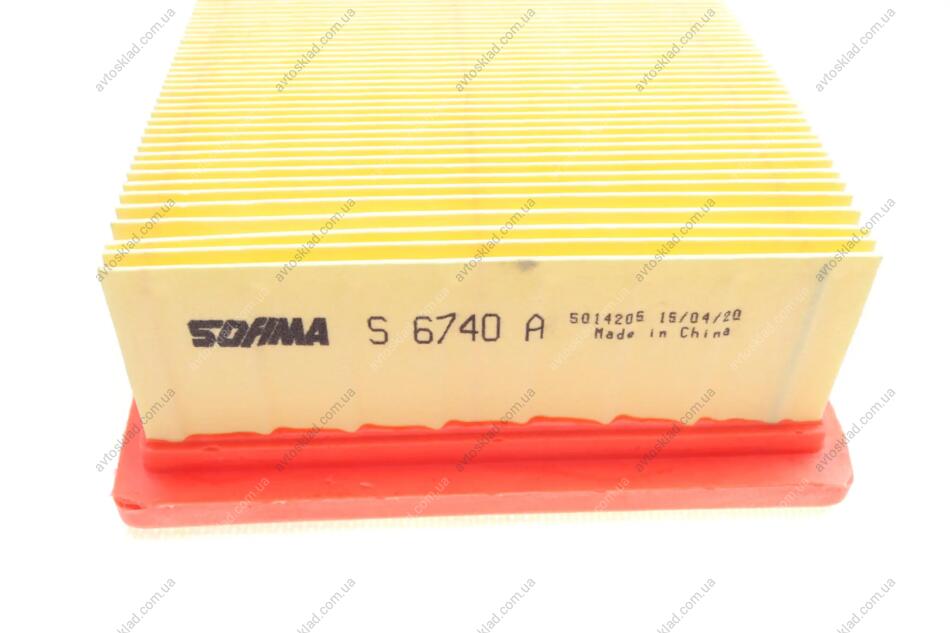 SOFIMA S 6740 A 5014205 15/04/20
Made in China
avtosklad.com.ua